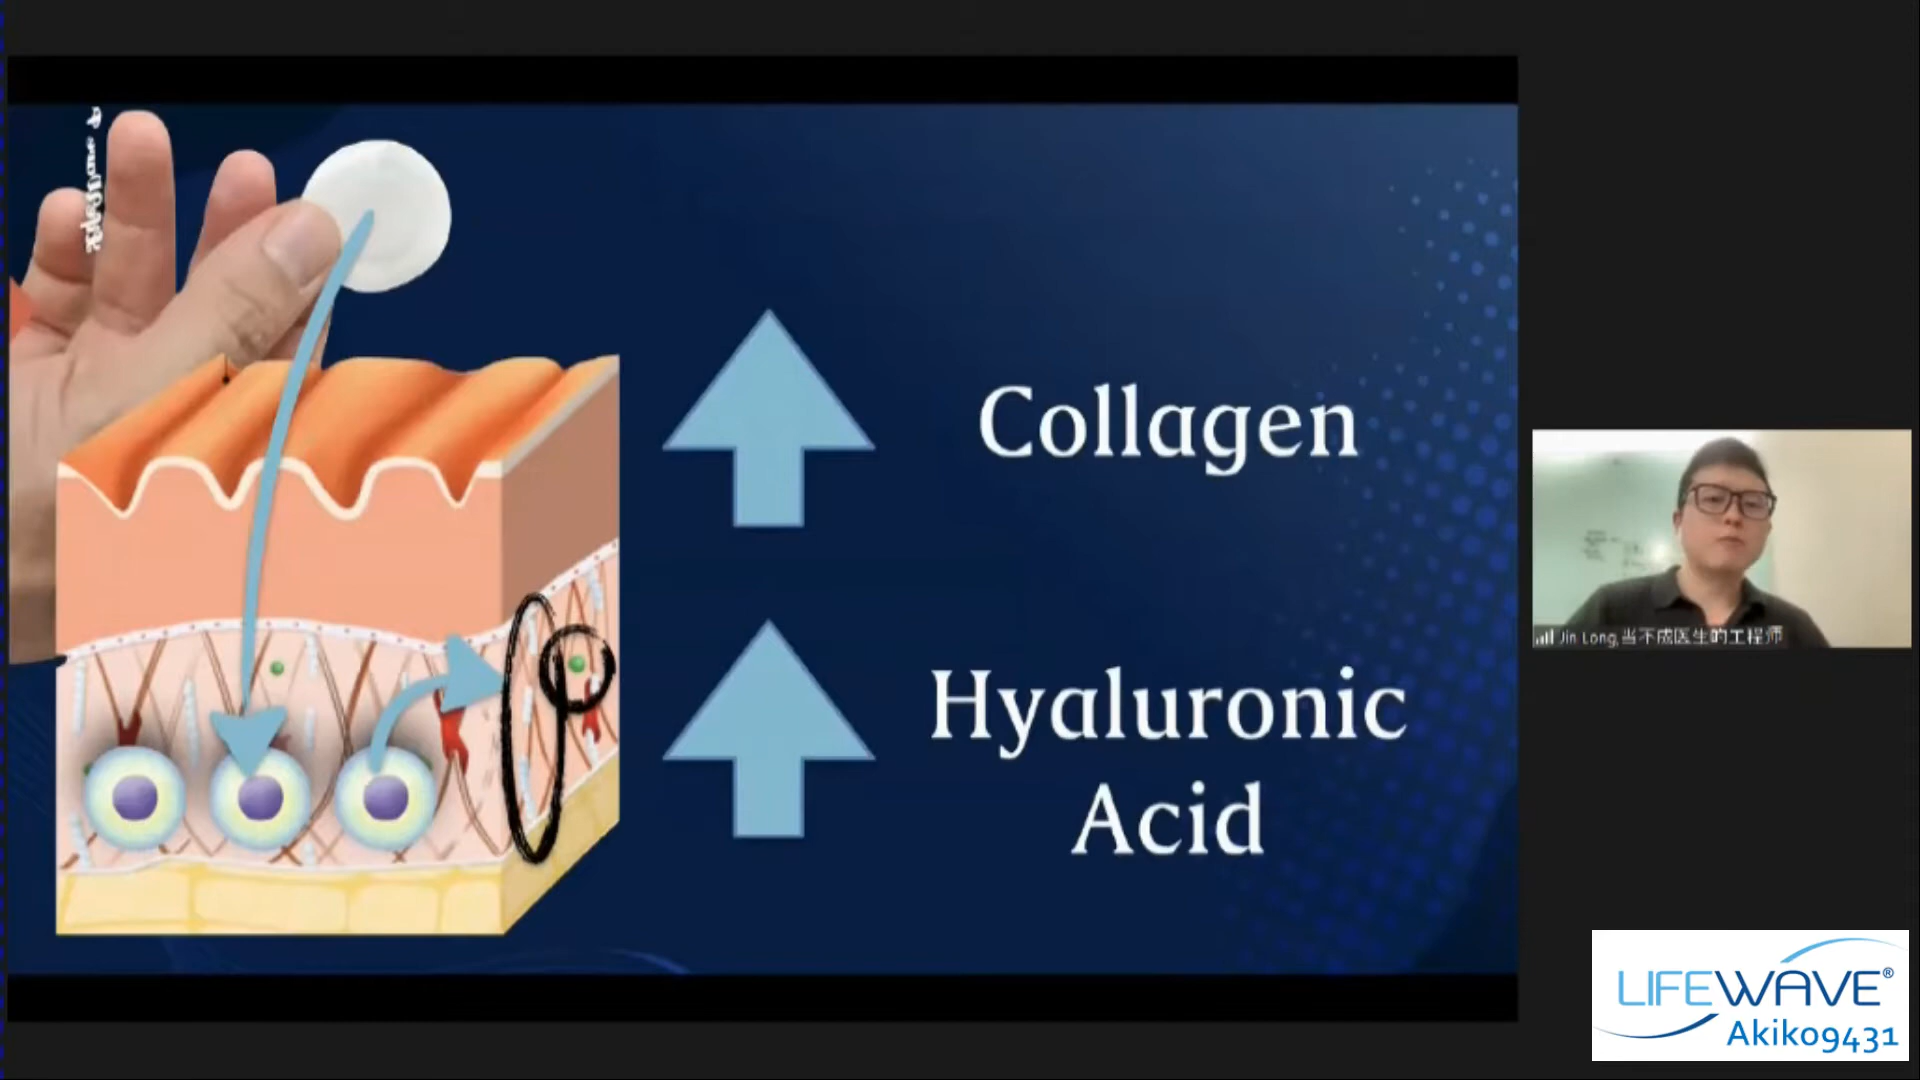 Collagen
Hyaluronic
Acid
Jin Long,当不成医生的工程师
LIFEWAVE®
Akiko9431